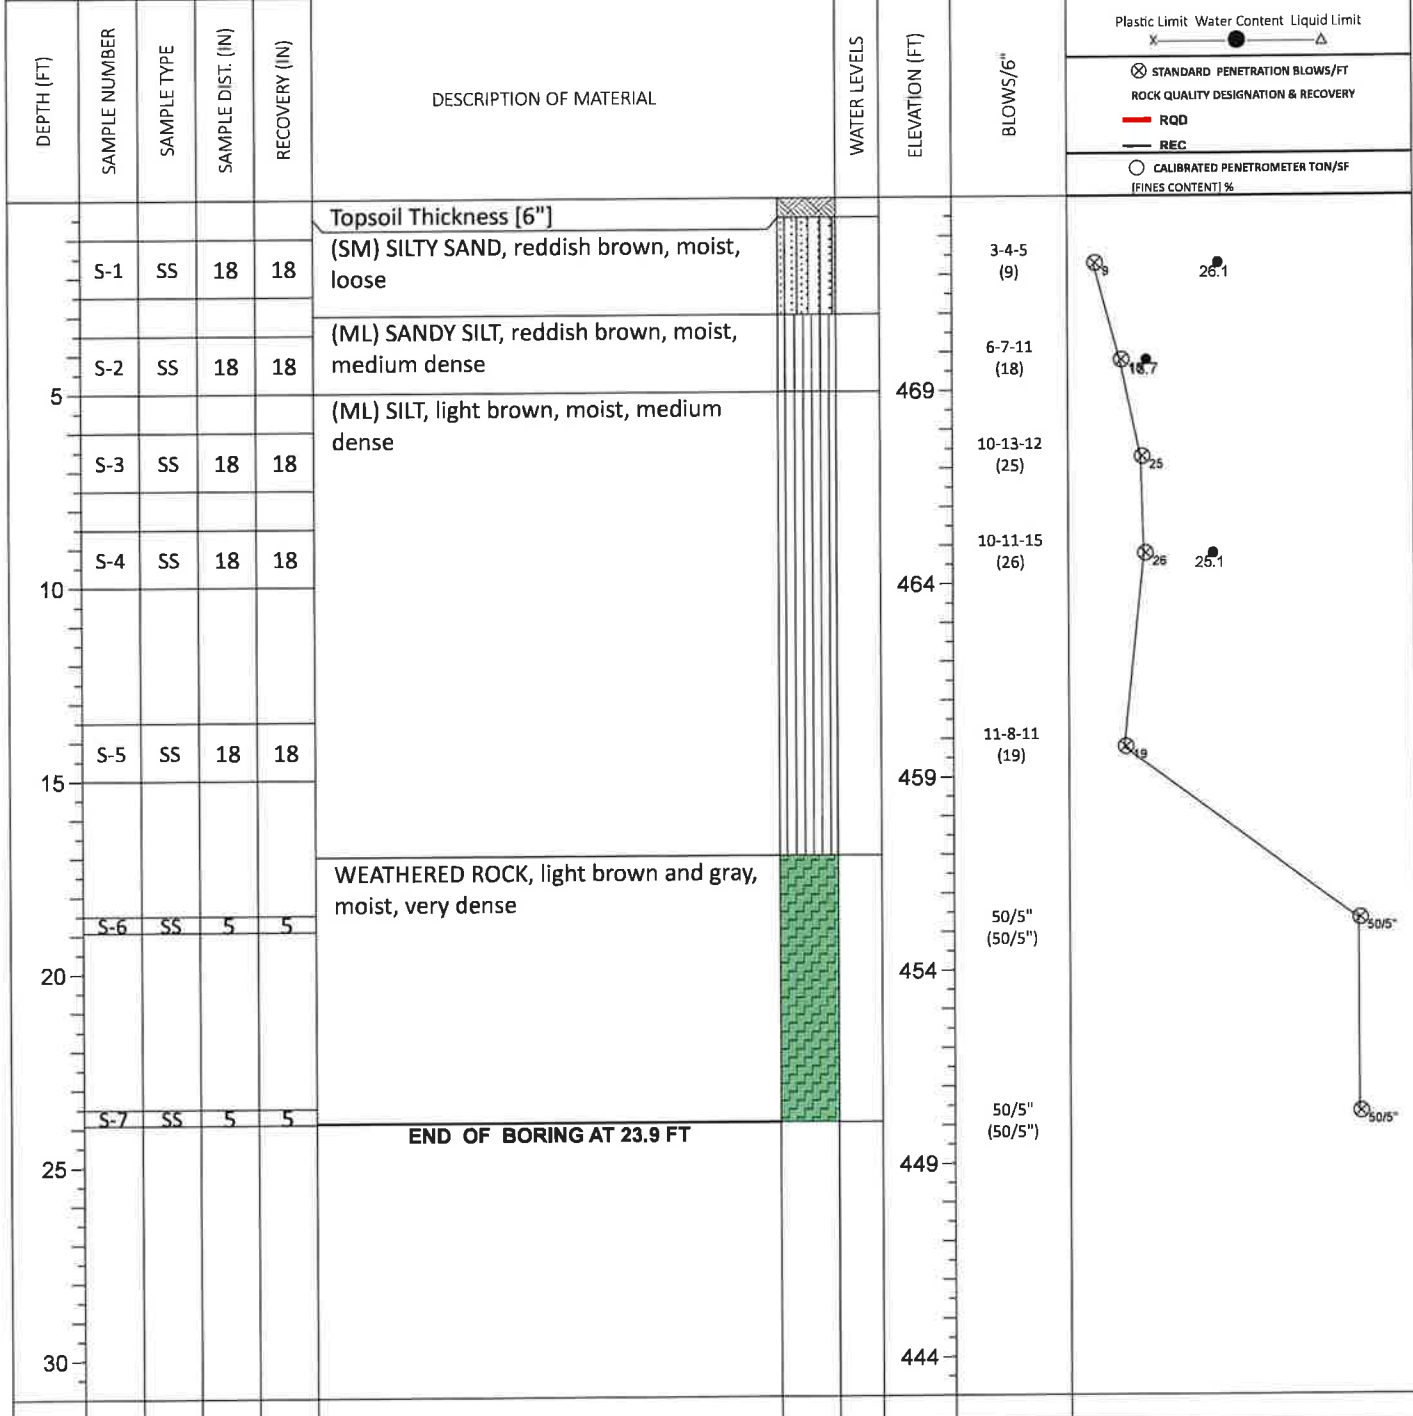 DEPTH (FT)
SAMPLE NUMBER
SAMPLE TYPE
SAMPLE DIST. (IN)
RECOVERY (IN)
DESCRIPTION OF MATERIAL
WATER LEVELS
ELEVATION (FT)
BLOWS/6"
Plastic Limit Water Content Liquid Limit
X
STANDARD PENETRATION BLOWS/FT
ROCK QUALITY DESIGNATION & RECOVERY
RQD
REC
CALIBRATED PENETROMETER TON/SF
[FINES CONTENT] %
Topsoil Thickness [6"]
(SM) SILTY SAND, reddish brown, moist,
loose
S-1 SS 18 18
3-4-5
(9)
9
26.1
(ML) SANDY SILT, reddish brown, moist,
medium dense
S-2 SS 18 18
6-7-11
(18)
18.7
5
469
(ML) SILT, light brown, moist, medium
dense
S-3 SS 18 18
10-13-12
(25)
25
S-4 SS 18 18
10-11-15
(26)
26
25.1
10
464
S-5 SS 18 18
11-8-11
(19)
19
15
459
WEATHERED ROCK, light brown and gray,
moist, very dense
S-6 SS 5 5
50/5"
(50/5")
50/5"
20
454
S-7 SS 5 5
50/5"
(50/5")
50/5"
END OF BORING AT 23.9 FT
25
449
30
444